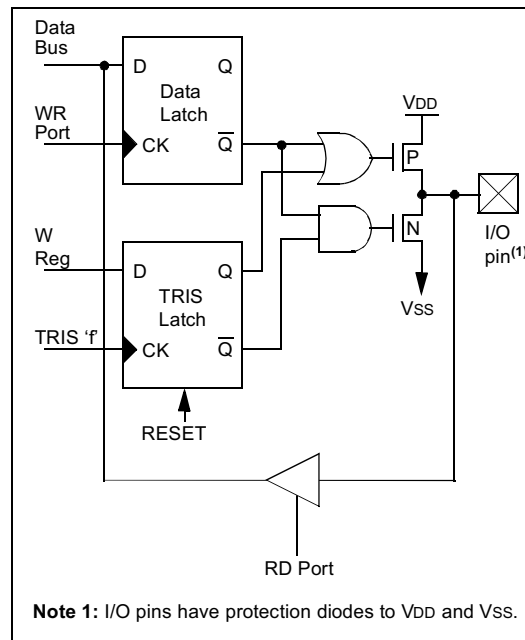 Data
Bus
D
Q
Data
Latch
WR
Port
CK
Q
VDD
P
N
I/O
pin(1)
VSS
W
Reg
D
Q
TRIS
Latch
TRIS ‘f’
CK
Q
RESET
RD Port
Note 1: I/O pins have protection diodes to VDD and VSS.